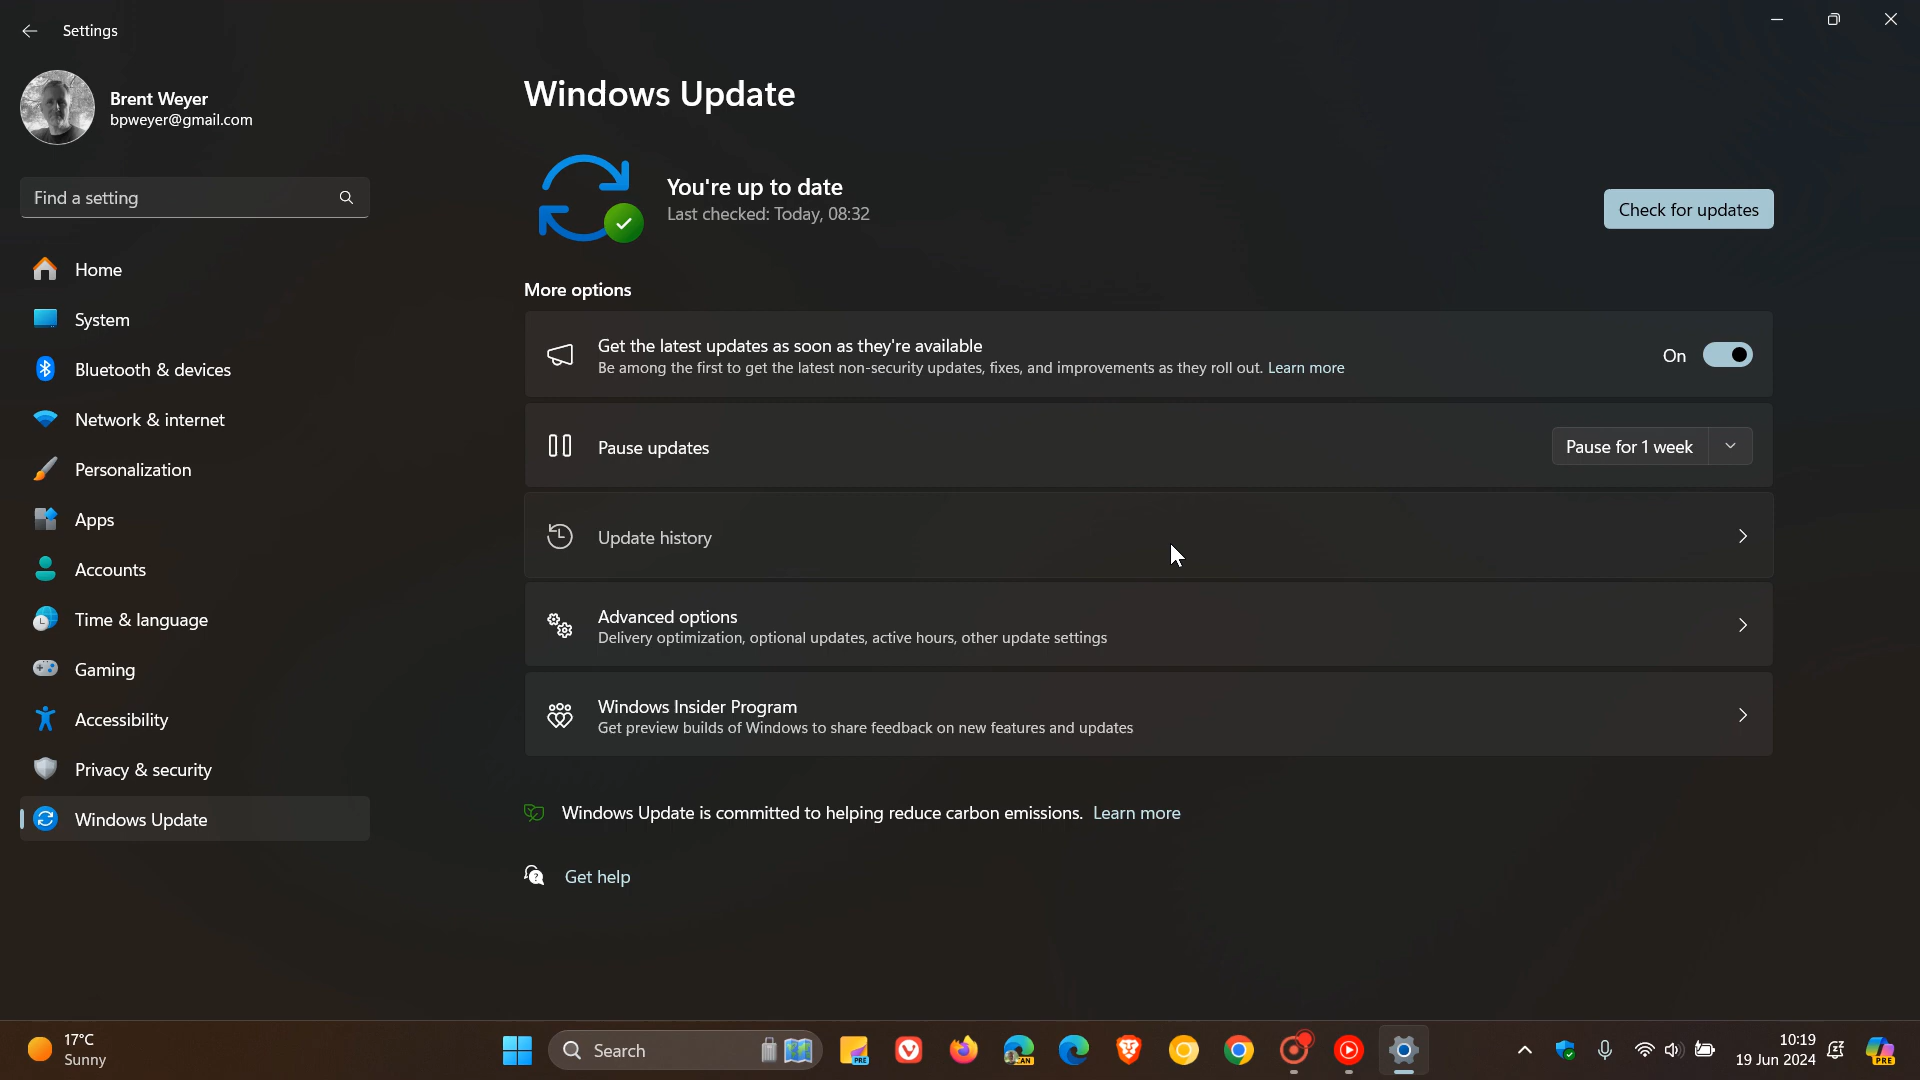 Settings
Brent Weyer
bpweyer@gmail.com
Find a setting
Home
System
Bluetooth & devices
Network & internet
Personalization
Apps
Accounts
Time & language
Gaming
Accessibility
Privacy & security
Windows Update
Windows Update
You're up to date
Last checked: Today, 08:32
Check for updates
More options
Get the latest updates as soon as they're available
Be among the first to get the latest non-security updates, fixes, and improvements as they roll out. Learn more
On
Pause updates
Pause for 1 week
Update history
Advanced options
Delivery optimization, optional updates, active hours, other update settings
Windows Insider Program
Get preview builds of Windows to share feedback on new features and updates
Windows Update is committed to helping reduce carbon emissions. Learn more
Get help
17°C
Sunny
Search
PRE
CAN
10:19
19 Jun 2024
PRE